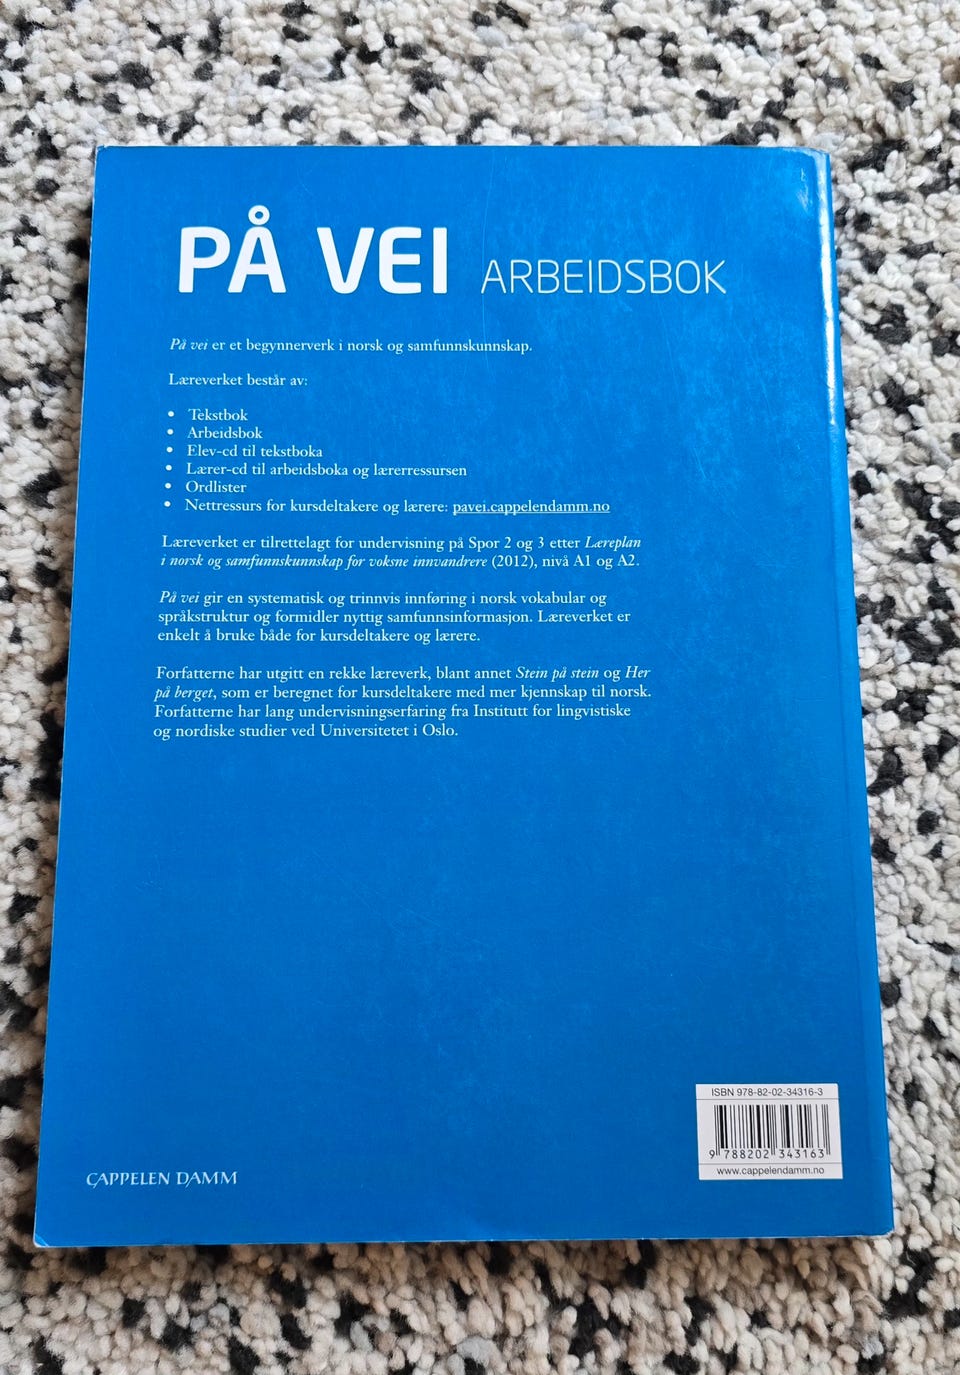 PÅ VEI ARBEIDSBOK
På vei er et begynnerverk i norsk og samfunnskunnskap.
Læreverket består av:
• Tekstbok
• Arbeidsbok
• Elev-cd til tekstboka
• Lærer-cd til arbeidsboka og lærerressursen
• Ordlister
• Nettressurs for kursdeltakere og lærere: pavei.cappelendamm.no
Læreverket er tilrettelagt for undervisning på Spor 2 og 3 etter Læreplan
i norsk og samfunnskunnskap for voksne innvandrere (2012), nivå A1 og A2.
På vei gir en systematisk og trinnvis innføring i norsk vokabular og
språkstruktur og formidler nyttig samfunnsinformasjon. Læreverket er
enkelt å bruke både for kursdeltakere og lærere.
Forfatterne har utgitt en rekke læreverk, blant annet Stein på stein og Her
på berget, som er beregnet for kursdeltakere med mer kjennskap til norsk.
Forfatterne har lang undervisningserfaring fra Institutt for lingvistiske
og nordiske studier ved Universitetet i Oslo.
ISBN 978-82-02-34316-3
9 788202 343163
www.cappelendamm.no
CAPPELEN DAMM